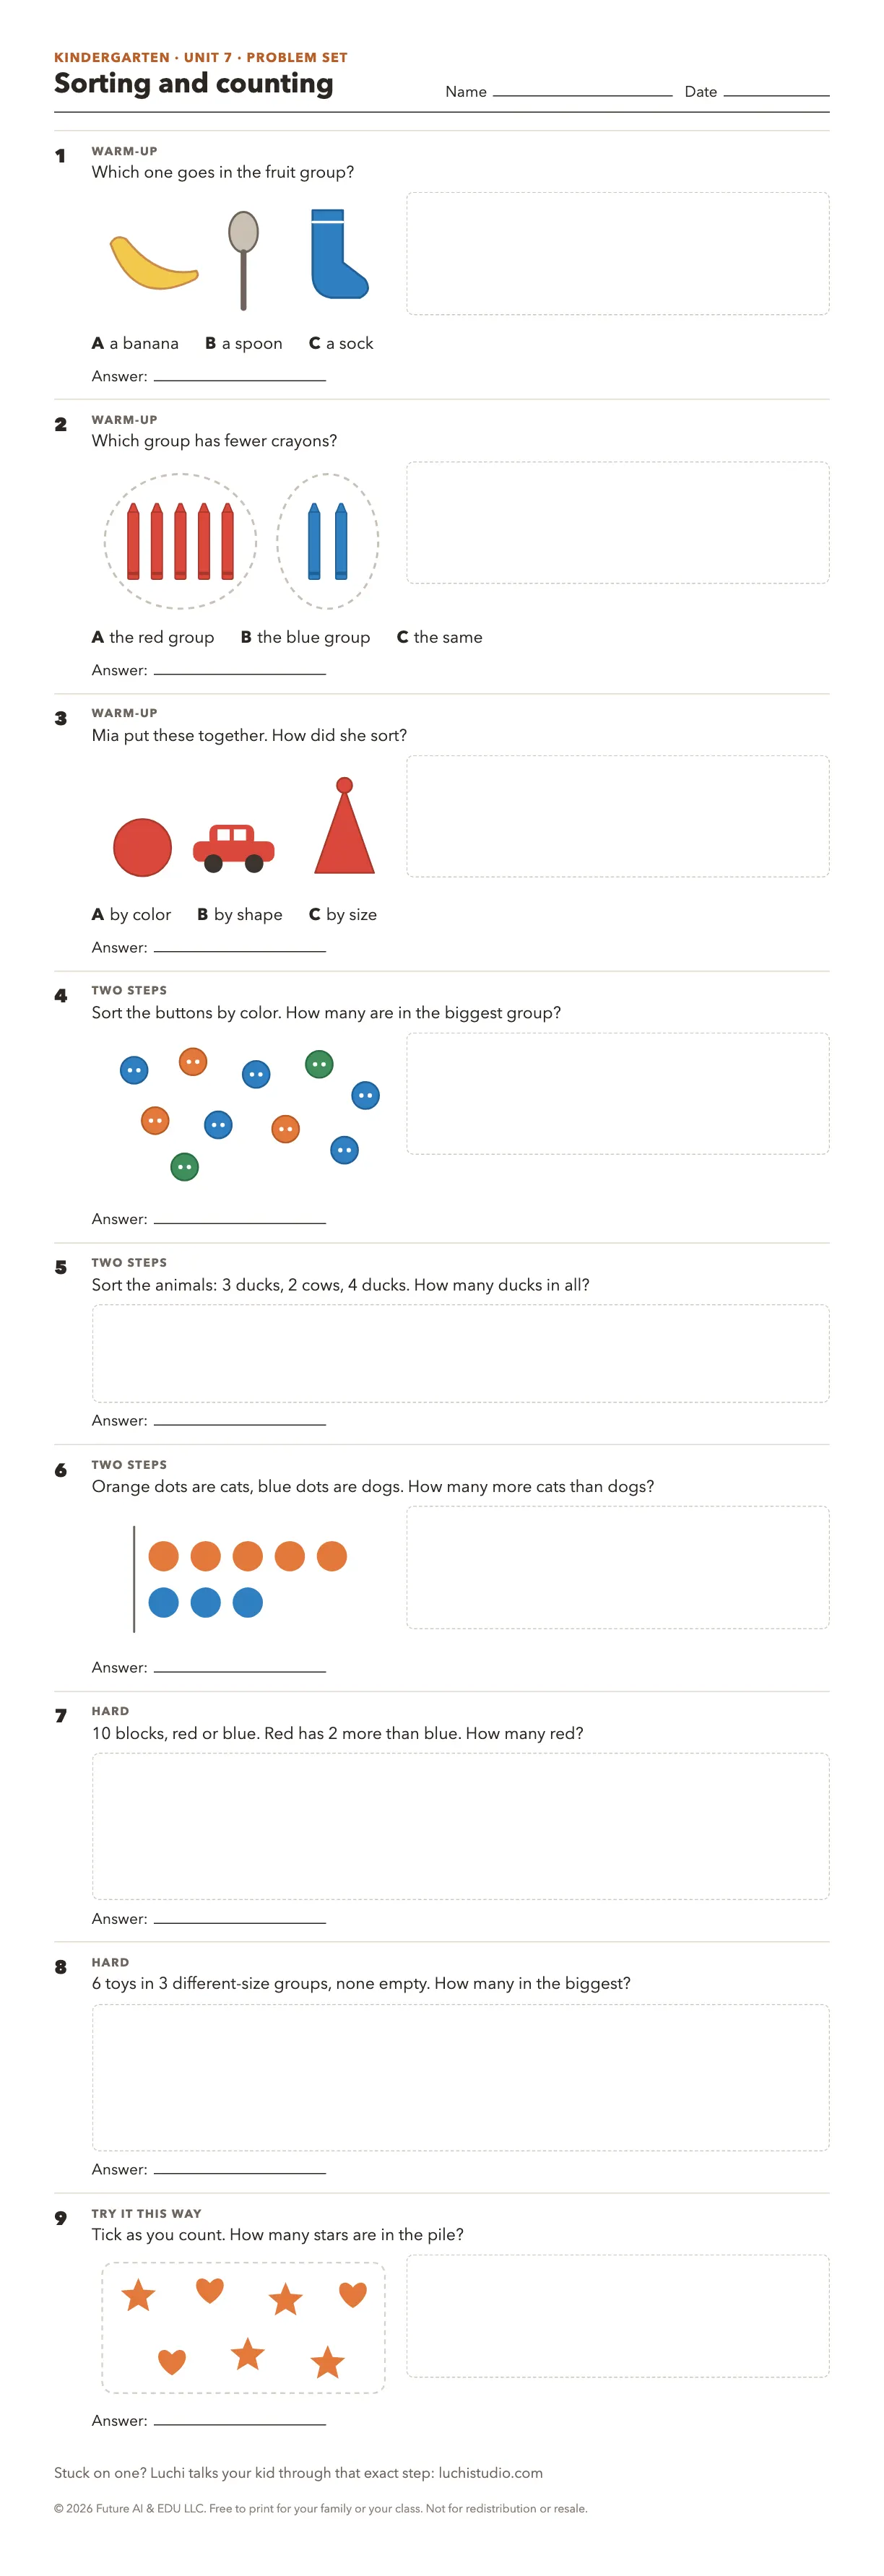 KINDERGARTEN · UNIT 7 · PROBLEM SET
Sorting and counting
Name
Date
1
WARM-UP
Which one goes in the fruit group?
A a banana B a spoon C a sock
Answer:
2
WARM-UP
Which group has fewer crayons?
A the red group B the blue group C the same
Answer:
3
WARM-UP
Mia put these together. How did she sort?
A by color B by shape C by size
Answer:
4
TWO STEPS
Sort the buttons by color. How many are in the biggest group?
Answer:
5
TWO STEPS
Sort the animals: 3 ducks, 2 cows, 4 ducks. How many ducks in all?
Answer:
6
TWO STEPS
Orange dots are cats, blue dots are dogs. How many more cats than dogs?
Answer:
7
HARD
10 blocks, red or blue. Red has 2 more than blue. How many red?
Answer:
8
HARD
6 toys in 3 different-size groups, none empty. How many in the biggest?
Answer:
9
TRY IT THIS WAY
Tick as you count. How many stars are in the pile?
Answer:
Stuck on one? Luchi talks your kid through that exact step: luchistudio.com
© 2026 Future AI & EDU LLC. Free to print for your family or your class. Not for redistribution or resale.